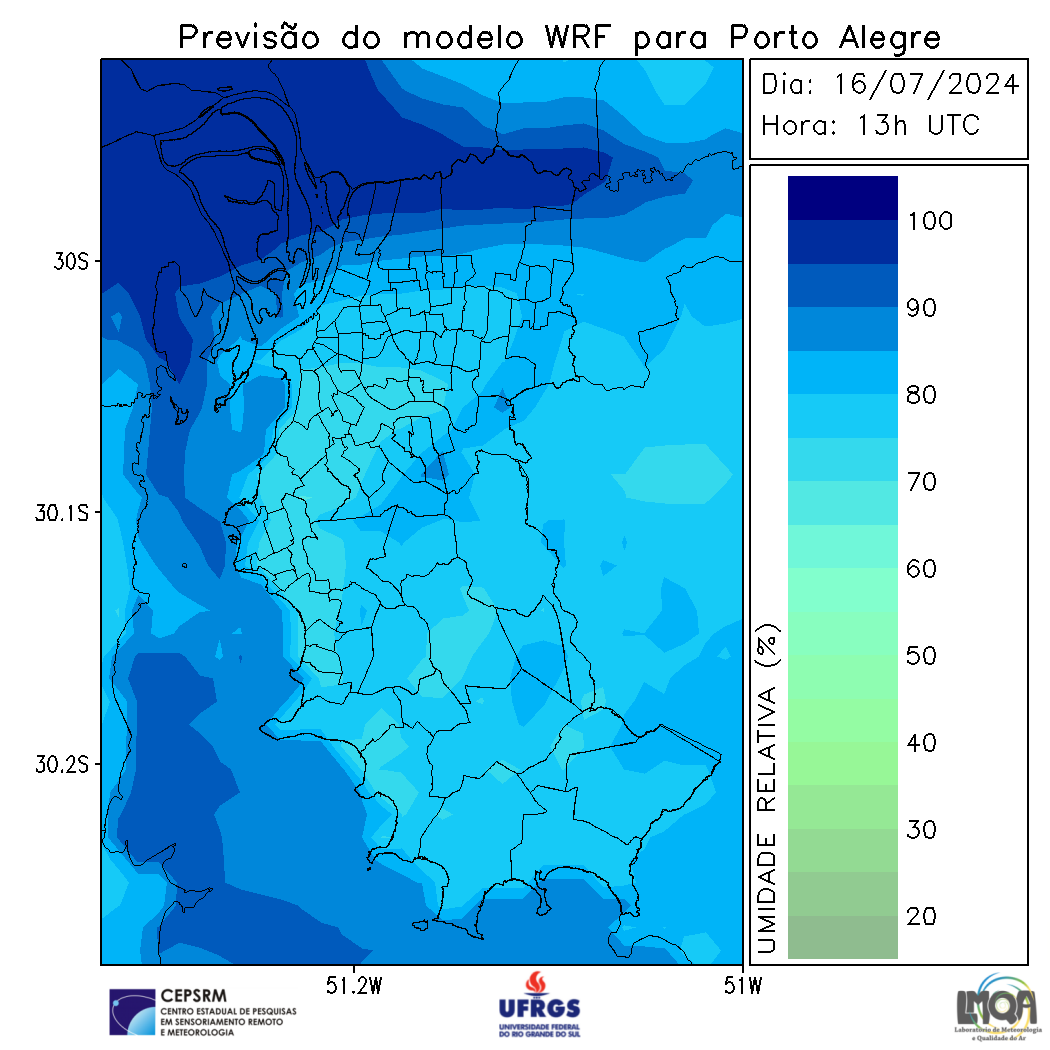 Previsão do modelo WRF para Porto Alegre
Dia: 16/07/2024
Hora: 13h UTC
30S
30.1S
30.2S
51.2W
51W
UMIDADE RELATIVA (%)
100
90
80
70
60
50
40
30
20
CEPSRM
CENTRO ESTADUAL DE PESQUISAS
EM SENSORIAMENTO REMOTO
E METEOROLOGIA
UFRGS
UNIVERSIDADE FEDERAL
DO RIO GRANDE DO SUL
LMQA
Laboratório de Meteorologia
e Qualidade do Ar